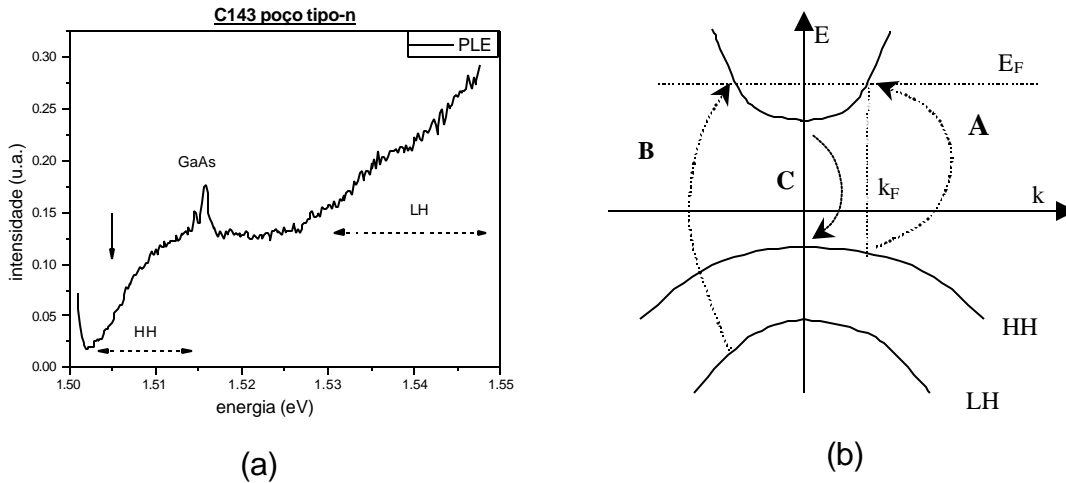 C143 poço tipo-n
PLE
0.30
0.25
0.20
0.15
0.10
0.05
0.00
intensidade (u.a.)
GaAs
LH
HH
1.50
1.51
1.52
1.53
1.54
1.55
energia (eV)
(a)
E
E_F
A
B
C
k_F
k
HH
LH
(b)